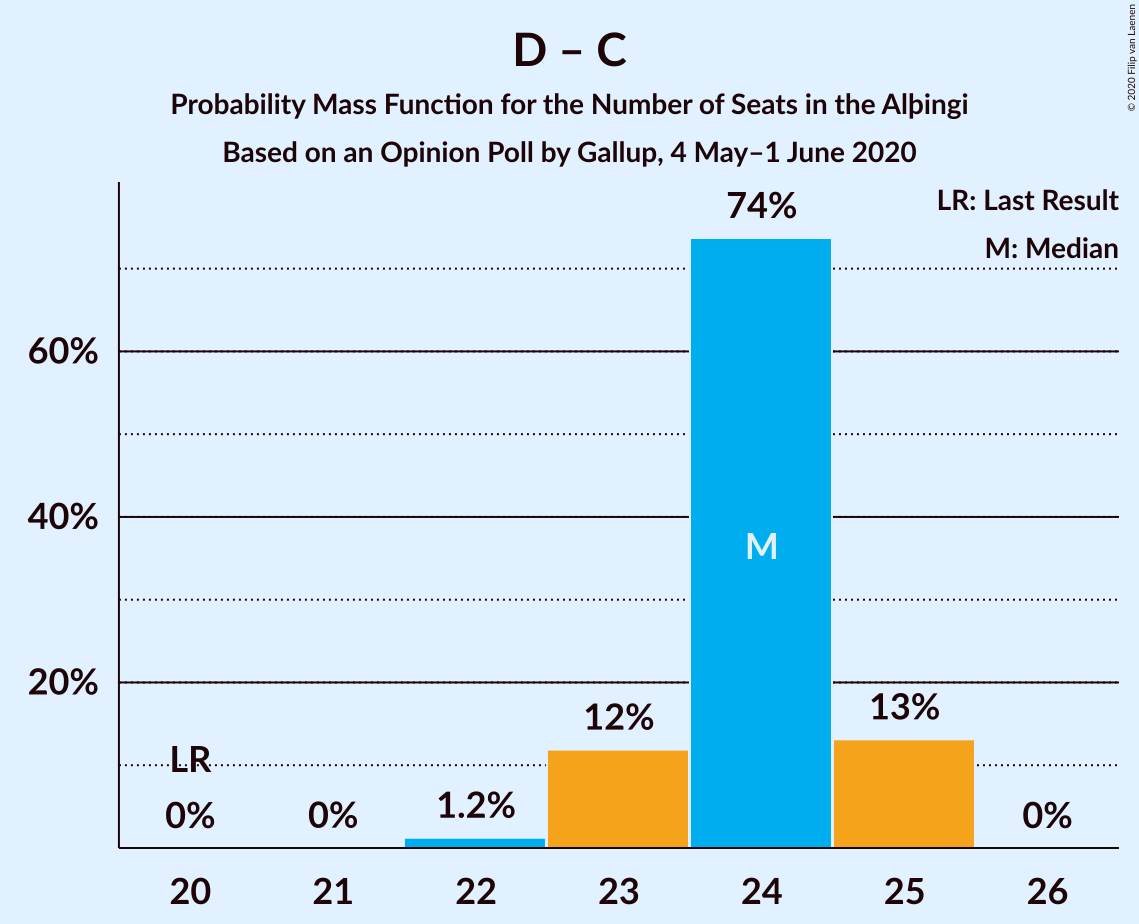 D – C
Probability Mass Function for the Number of Seats in the Alþingi
Based on an Opinion Poll by Gallup, 4 May–1 June 2020
© 2020 Filip van Laenen
LR: Last Result
M: Median
74%
60%
40%
M
20%
13%
12%
LR
1.2%
0% 0% 0%
20 21 22 23 24 25 26